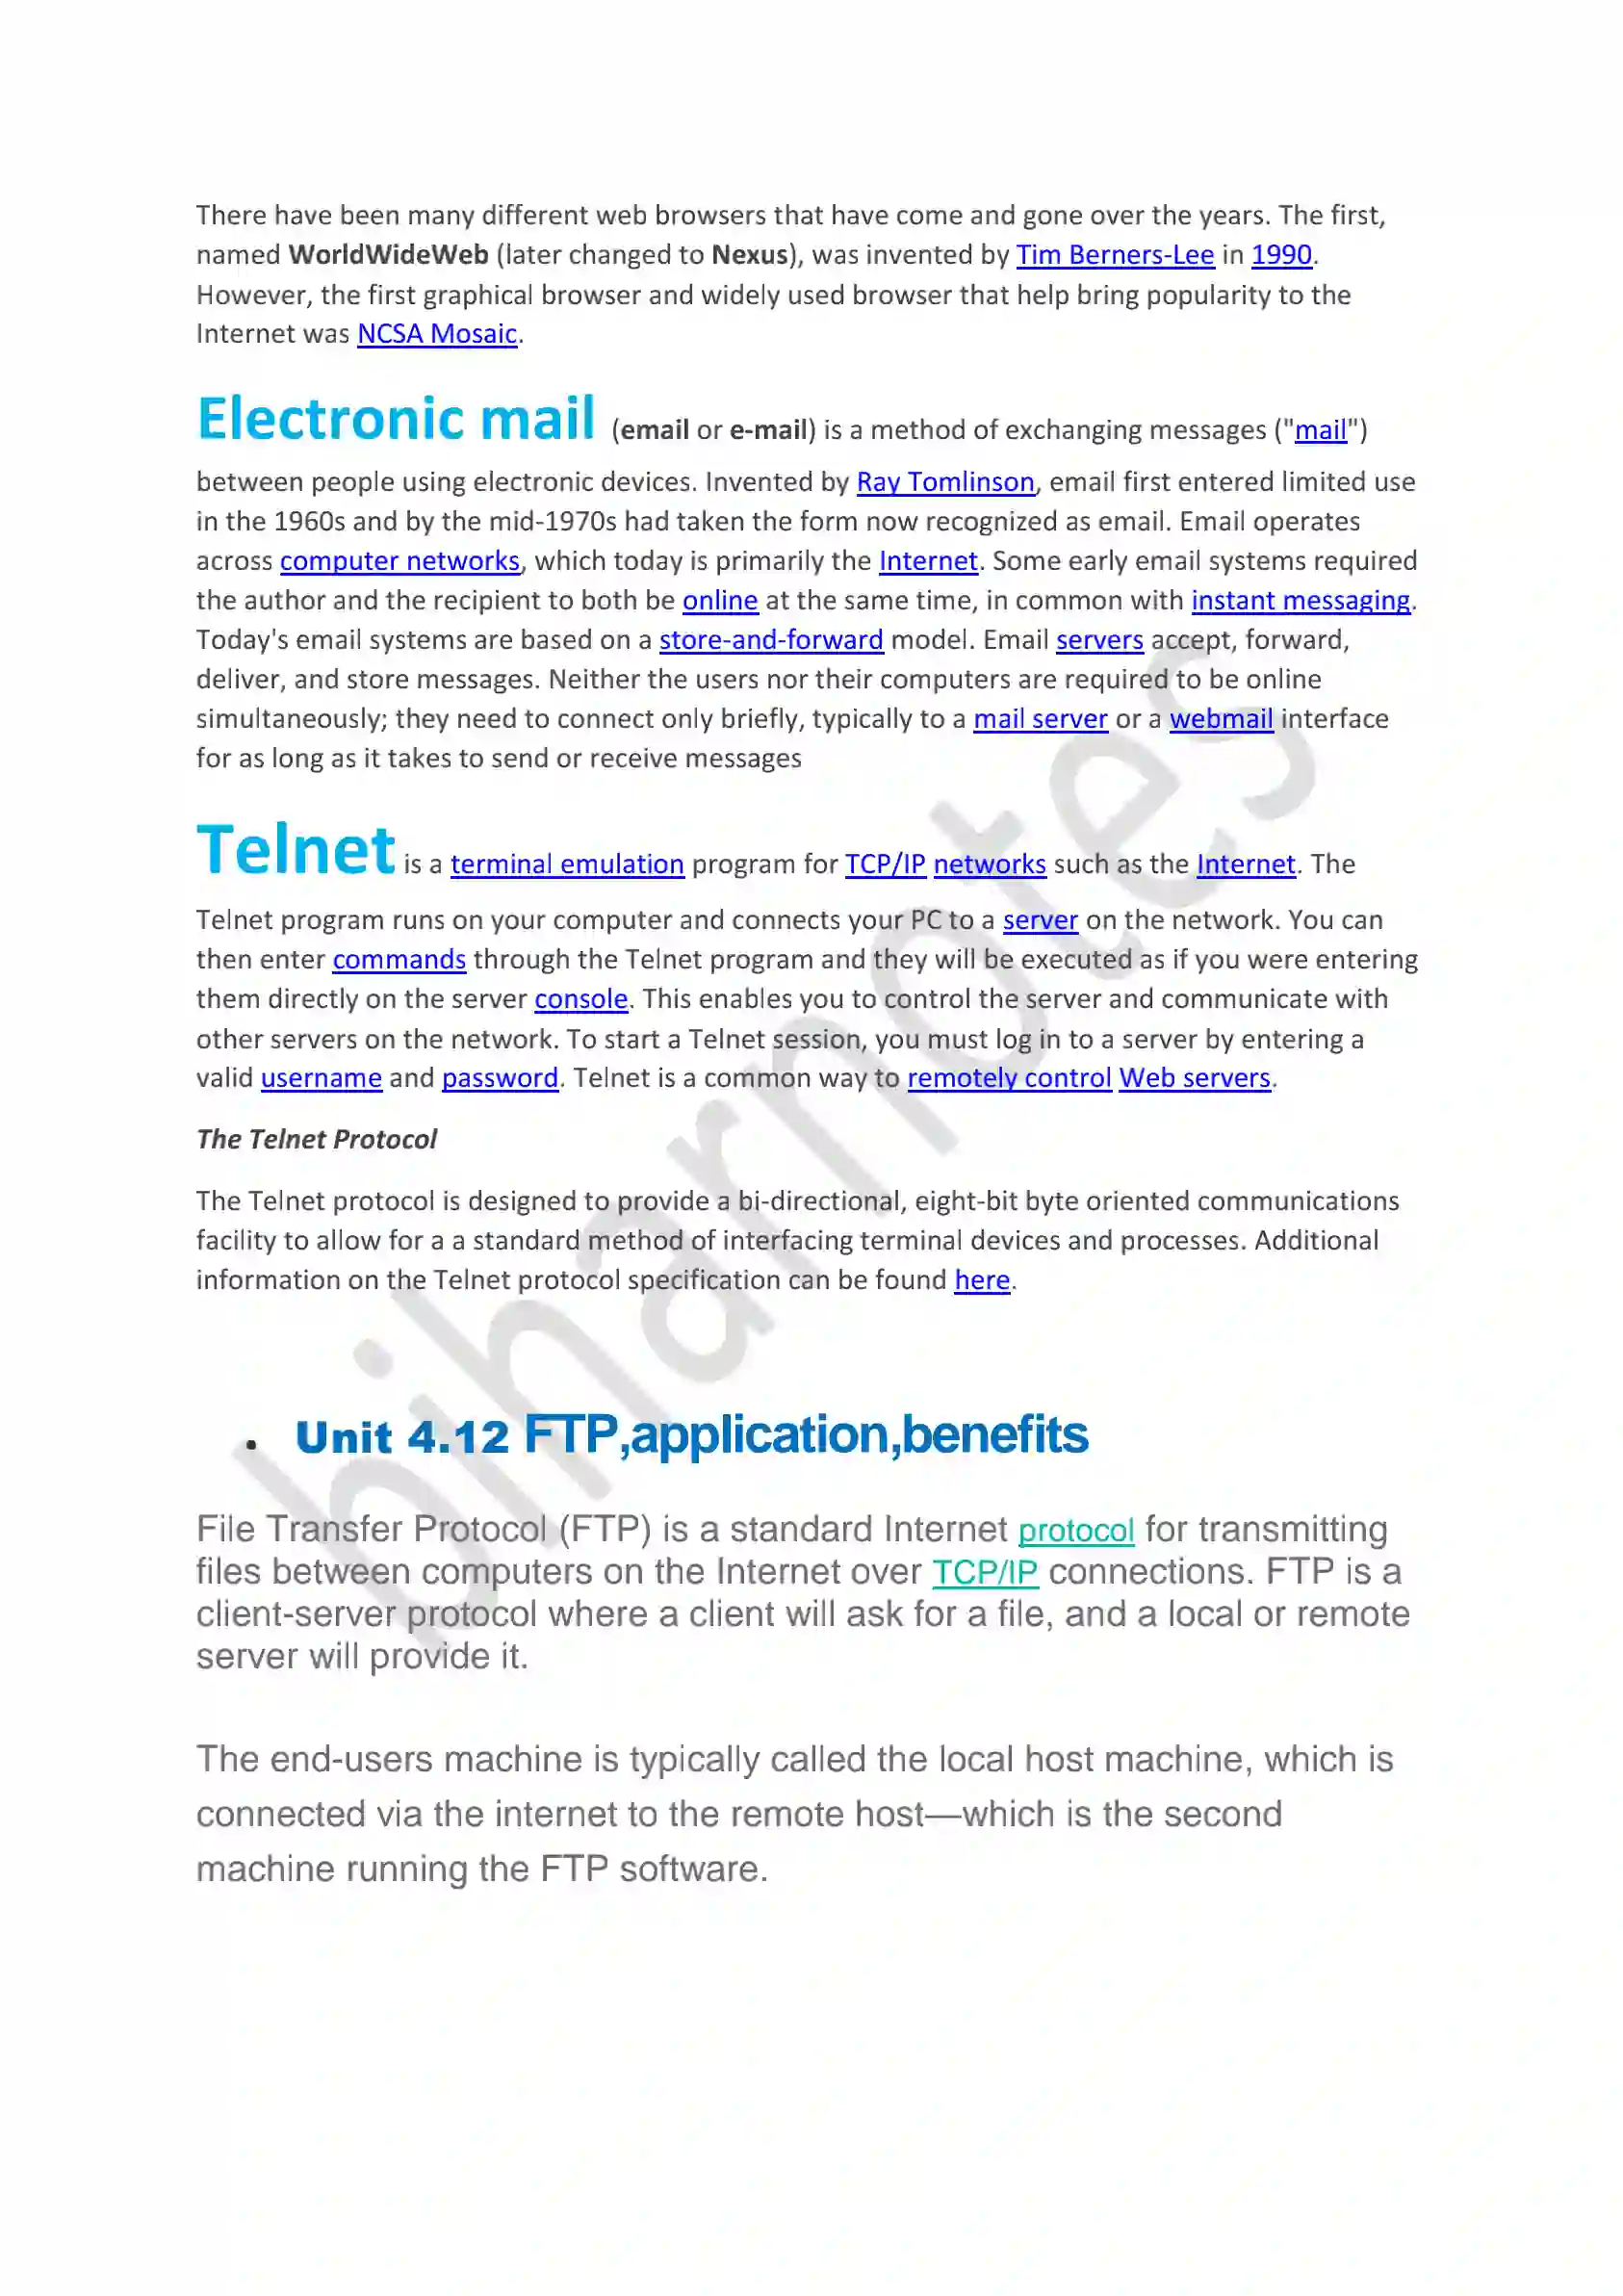 There have been many different web browsers that have come and gone over the years. The first,
named WorldWideWeb (later changed to Nexus), was invented by Tim Berners-Lee in 1990.
However, the first graphical browser and widely used browser that help bring popularity to the
Internet was NCSA Mosaic.
Electronic mail (email or e-mail) is a method of exchanging messages ("mail")
between people using electronic devices. Invented by Ray Tomlinson, email first entered limited use
in the 1960s and by the mid-1970s had taken the form now recognized as email. Email operates
across computer networks, which today is primarily the Internet. Some early email systems required
the author and the recipient to both be online at the same time, in common with instant messaging.
Today's email systems are based on a store-and-forward model. Email servers accept, forward,
deliver, and store messages. Neither the users nor their computers are required to be online
simultaneously; they need to connect only briefly, typically to a mail server or a webmail interface
for as long as it takes to send or receive messages
Telnet is a terminal emulation program for TCP/IP networks such as the Internet. The
Telnet program runs on your computer and connects your PC to a server on the network. You can
then enter commands through the Telnet program and they will be executed as if you were entering
them directly on the server console. This enables you to control the server and communicate with
other servers on the network. To start a Telnet session, you must log in to a server by entering a
valid username and password. Telnet is a common way to remotely control Web servers.
The Telnet Protocol
The Telnet protocol is designed to provide a bi-directional, eight-bit byte oriented communications
facility to allow for a a standard method of interfacing terminal devices and processes. Additional
information on the Telnet protocol specification can be found here.
• Unit 4.12 FTP,application,benefits
File Transfer Protocol (FTP) is a standard Internet protocol for transmitting
files between computers on the Internet over TCP/IP connections. FTP is a
client-server protocol where a client will ask for a file, and a local or remote
server will provide it.
The end-users machine is typically called the local host machine, which is
connected via the internet to the remote host—which is the second
machine running the FTP software.
biharnotes